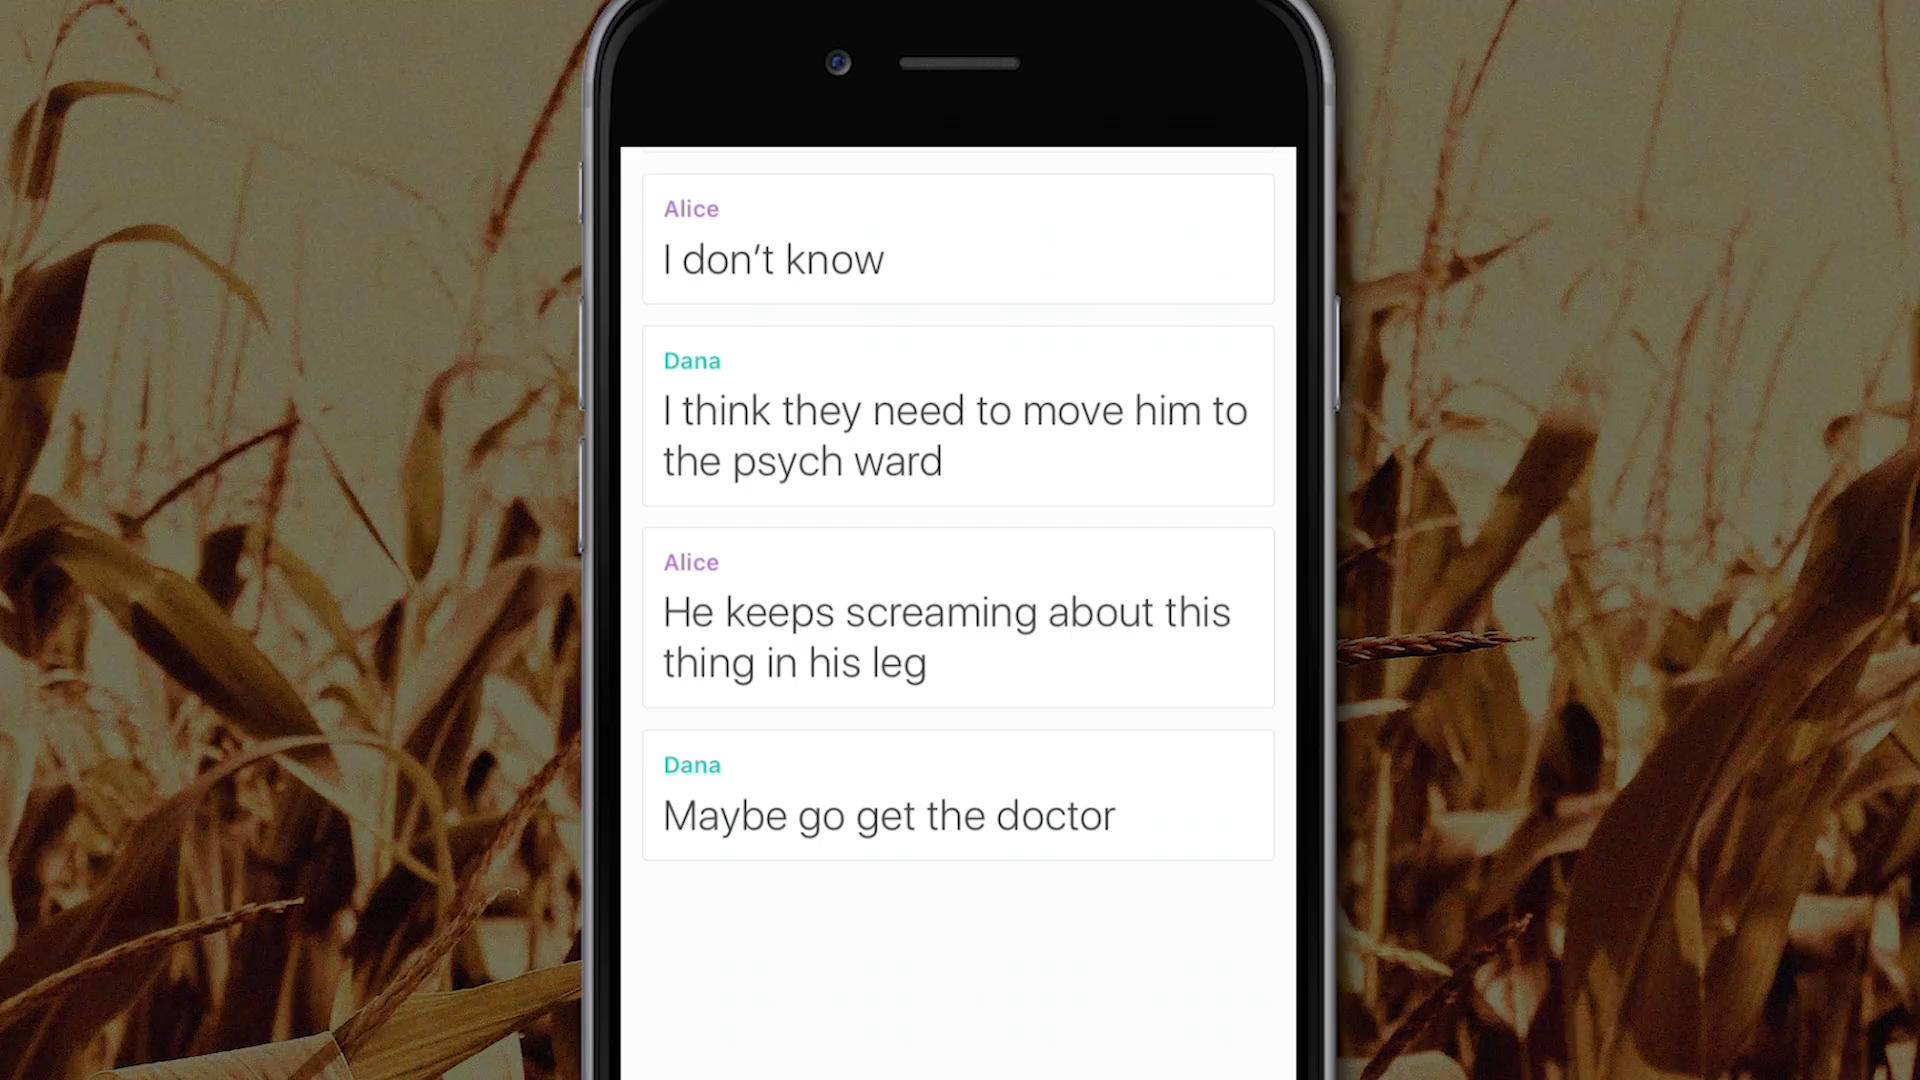 Alice
I don’t know
Dana
I think they need to move him to
the psych ward
Alice
He keeps screaming about this
thing in his leg
Dana
Maybe go get the doctor